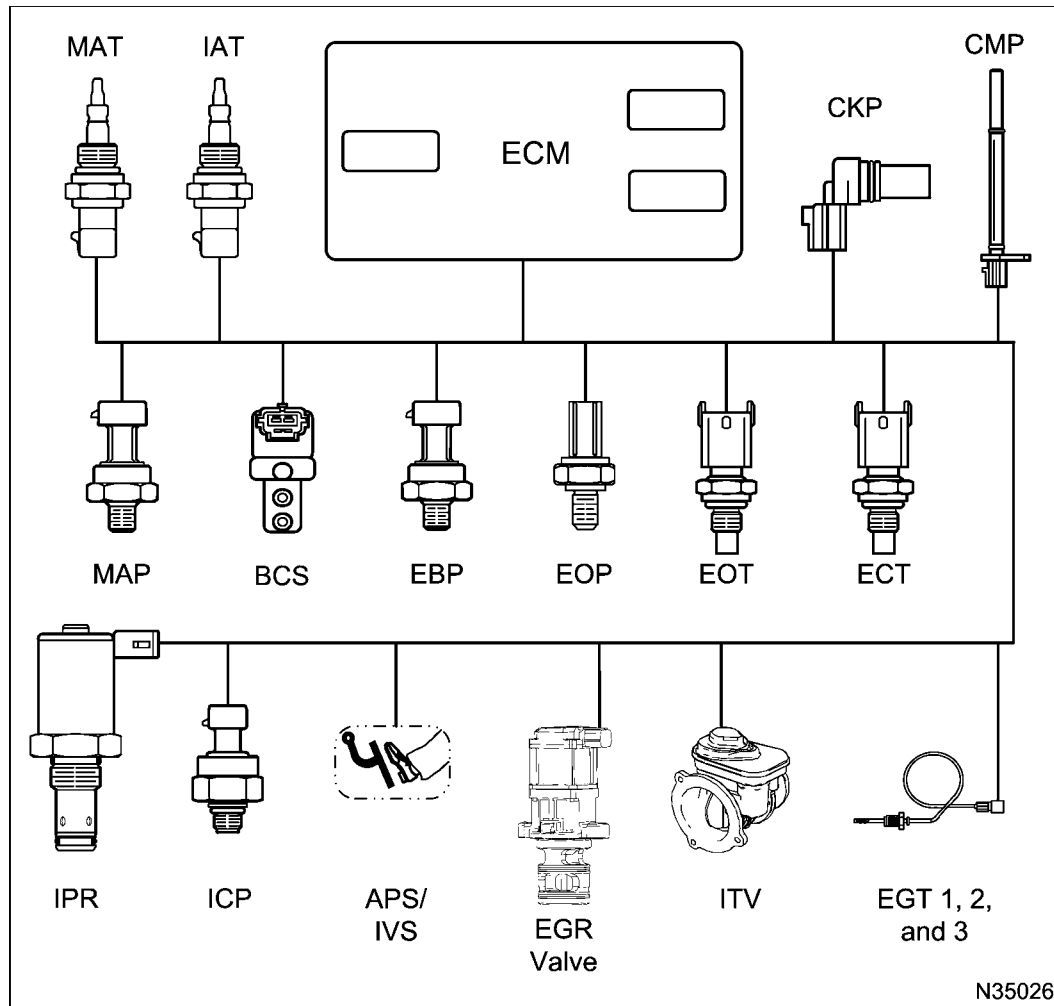 MAT
IAT
CMP
CKP
ECM
MAP
BCS
EBP
EOP
EOT
ECT
IPR
ICP
APS/
IVS
EGR
Valve
ITV
EGT 1, 2,
and 3
N35026